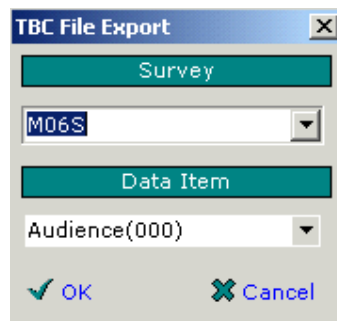 TBC File Export
Survey
M06S
Data Item
Audience(000)
OK Cancel